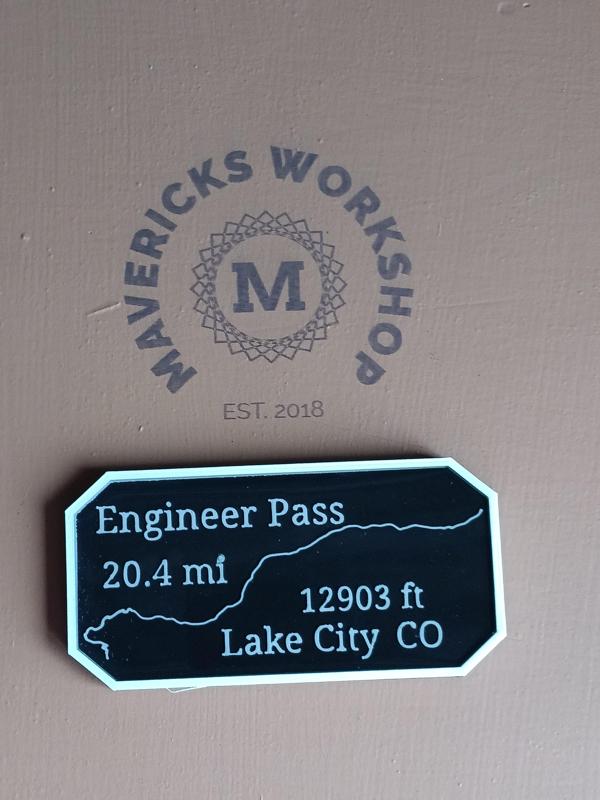 MAVERICKS WORKSHOP
M
EST. 2018
Engineer Pass
20.4 mi
12903 ft
Lake City CO